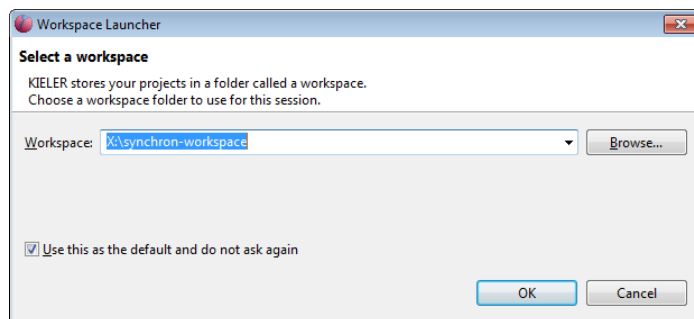 Workspace Launcher
Select a workspace
KIELER stores your projects in a folder called a workspace.
Choose a workspace folder to use for this session.
Workspace: X:\synchron-workspace Browse...
Use this as the default and do not ask again
OK Cancel